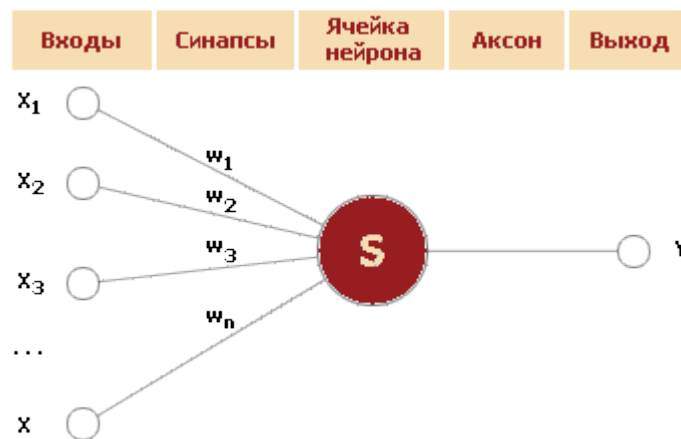 Входы
Синапсы
Ячейка
нейрона
Аксон
Выход
X1
w1
X2
w2
w3
X3
S
Y
wn
...
X